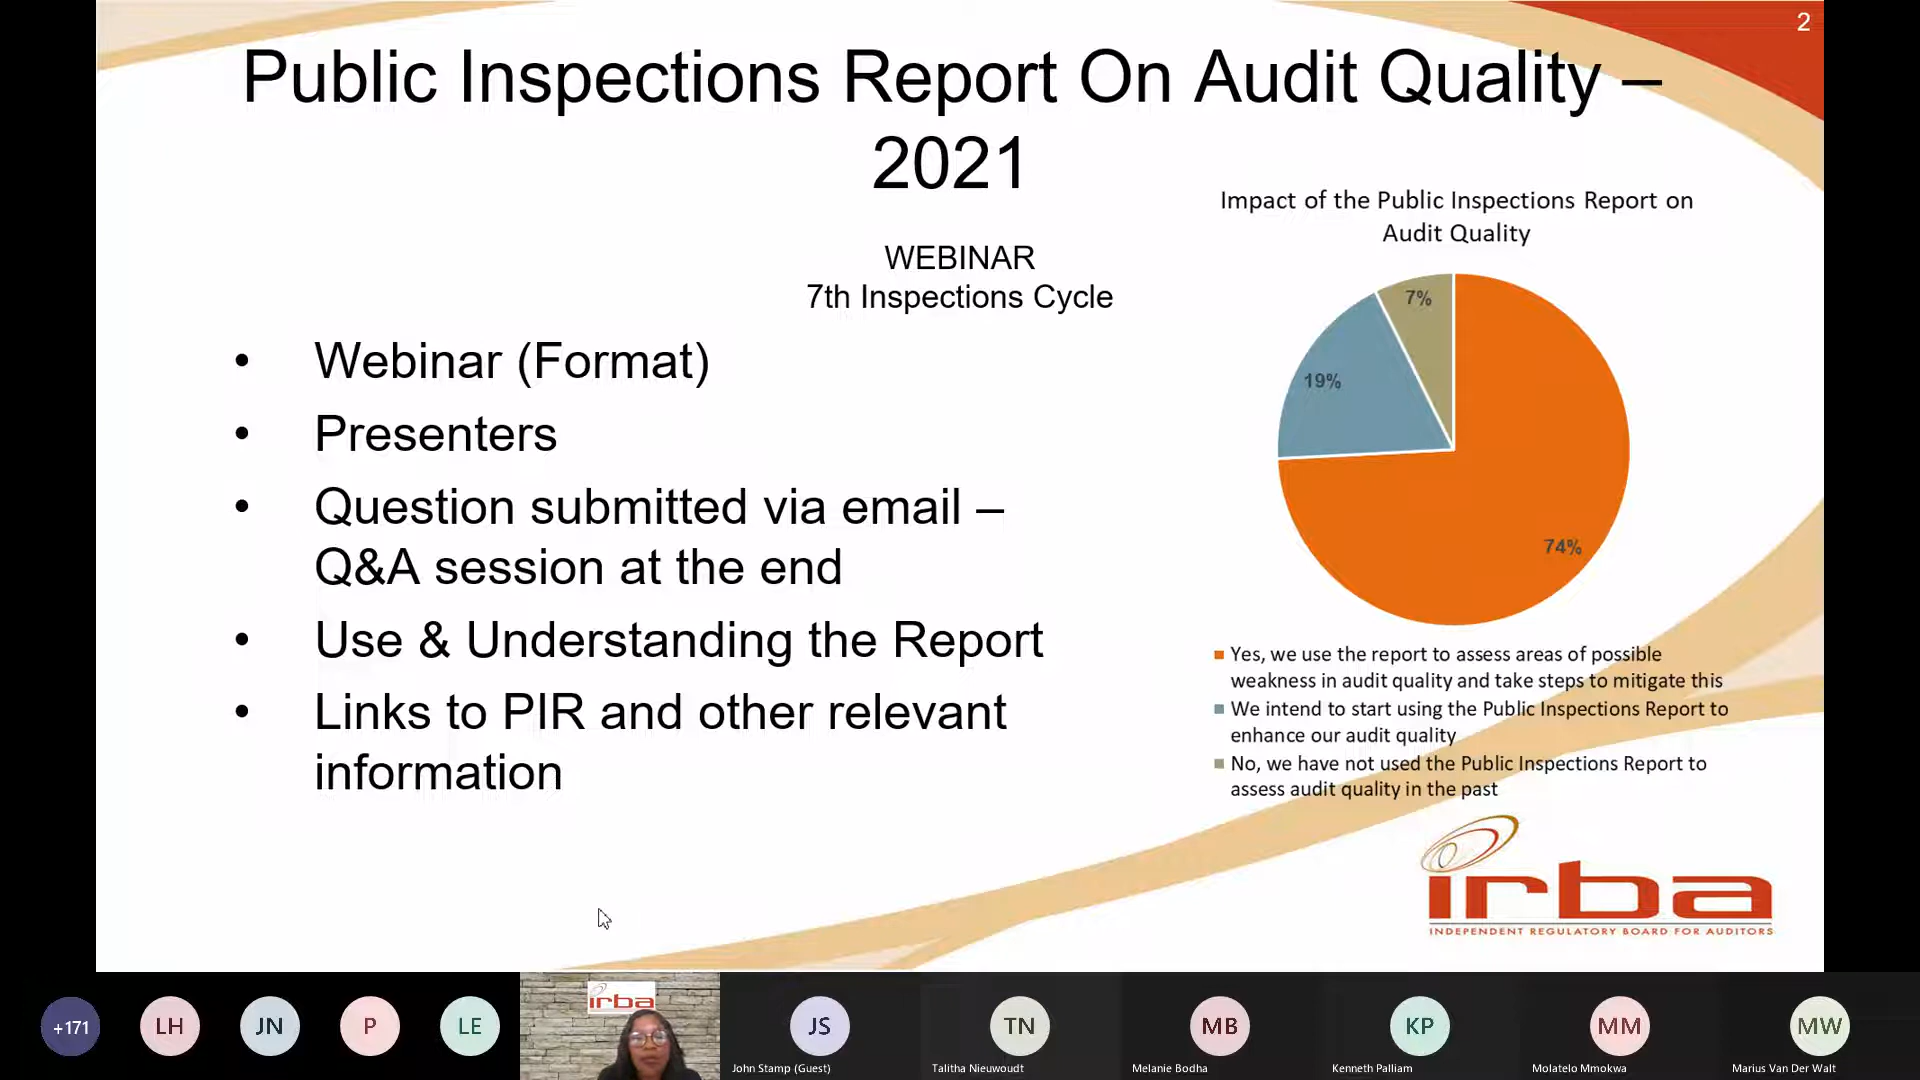 2
Public Inspections Report On Audit Quality –
2021
WEBINAR
7th Inspections Cycle
• Webinar (Format)
• Presenters
• Question submitted via email –
Q&A session at the end
• Use & Understanding the Report
• Links to PIR and other relevant
information
Impact of the Public Inspections Report on
Audit Quality
7%
19%
74%
Yes, we use the report to assess areas of possible
weakness in audit quality and take steps to mitigate this
We intend to start using the Public Inspections Report to
enhance our audit quality
No, we have not used the Public Inspections Report to
assess audit quality in the past
irba
INDEPENDENT REGULATORY BOARD FOR AUDITORS
+171
LH
JN
P
LE
irba
JS
John Stamp (Guest)
TN
Talitha Nieuwoudt
MB
Melanie Bodha
KP
Kenneth Palliam
MM
Molatelo Mmokwa
MW
Marius Van Der Walt